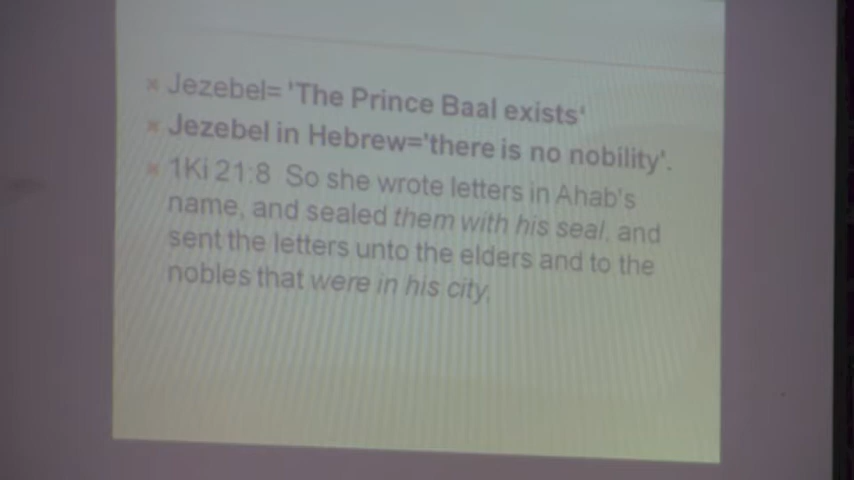 Jezebel= 'The Prince Baal exists'
Jezebel in Hebrew='there is no nobility'.
1Ki 21:8 So she wrote letters in Ahab's
name, and sealed them with his seal, and
sent the letters unto the elders and to the
nobles that were in his city,